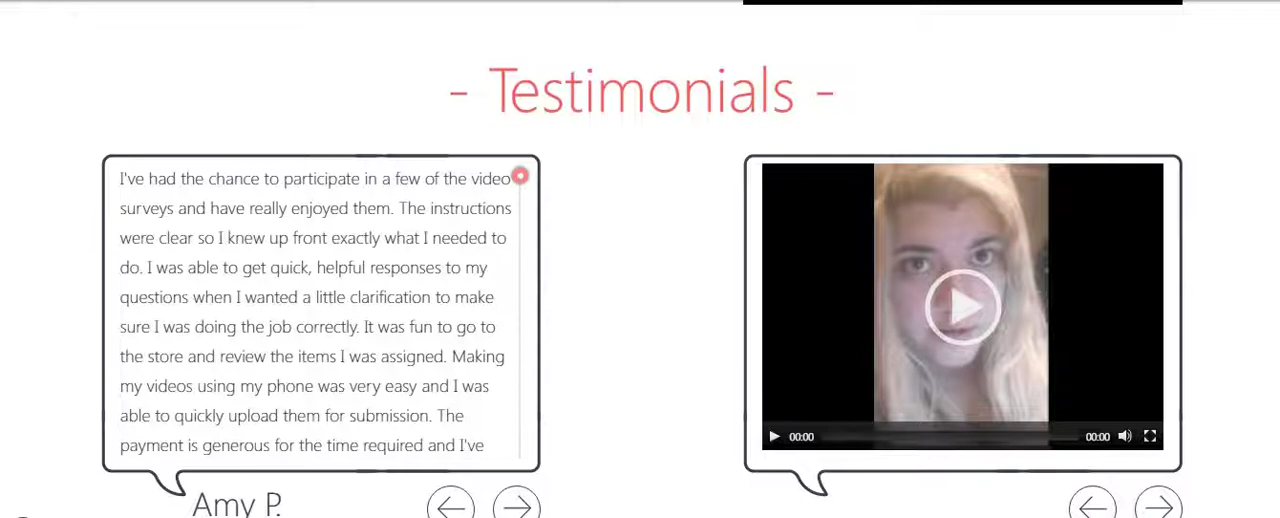 - Testimonials -
I've had the chance to participate in a few of the video
surveys and have really enjoyed them. The instructions
were clear so I knew up front exactly what I needed to
do. I was able to get quick, helpful responses to my
questions when I wanted a little clarification to make
sure I was doing the job correctly. It was fun to go to
the store and review the items I was assigned. Making
my videos using my phone was very easy and I was
able to quickly upload them for submission. The
payment is generous for the time required and I've
Amy P.
00:00
00:00